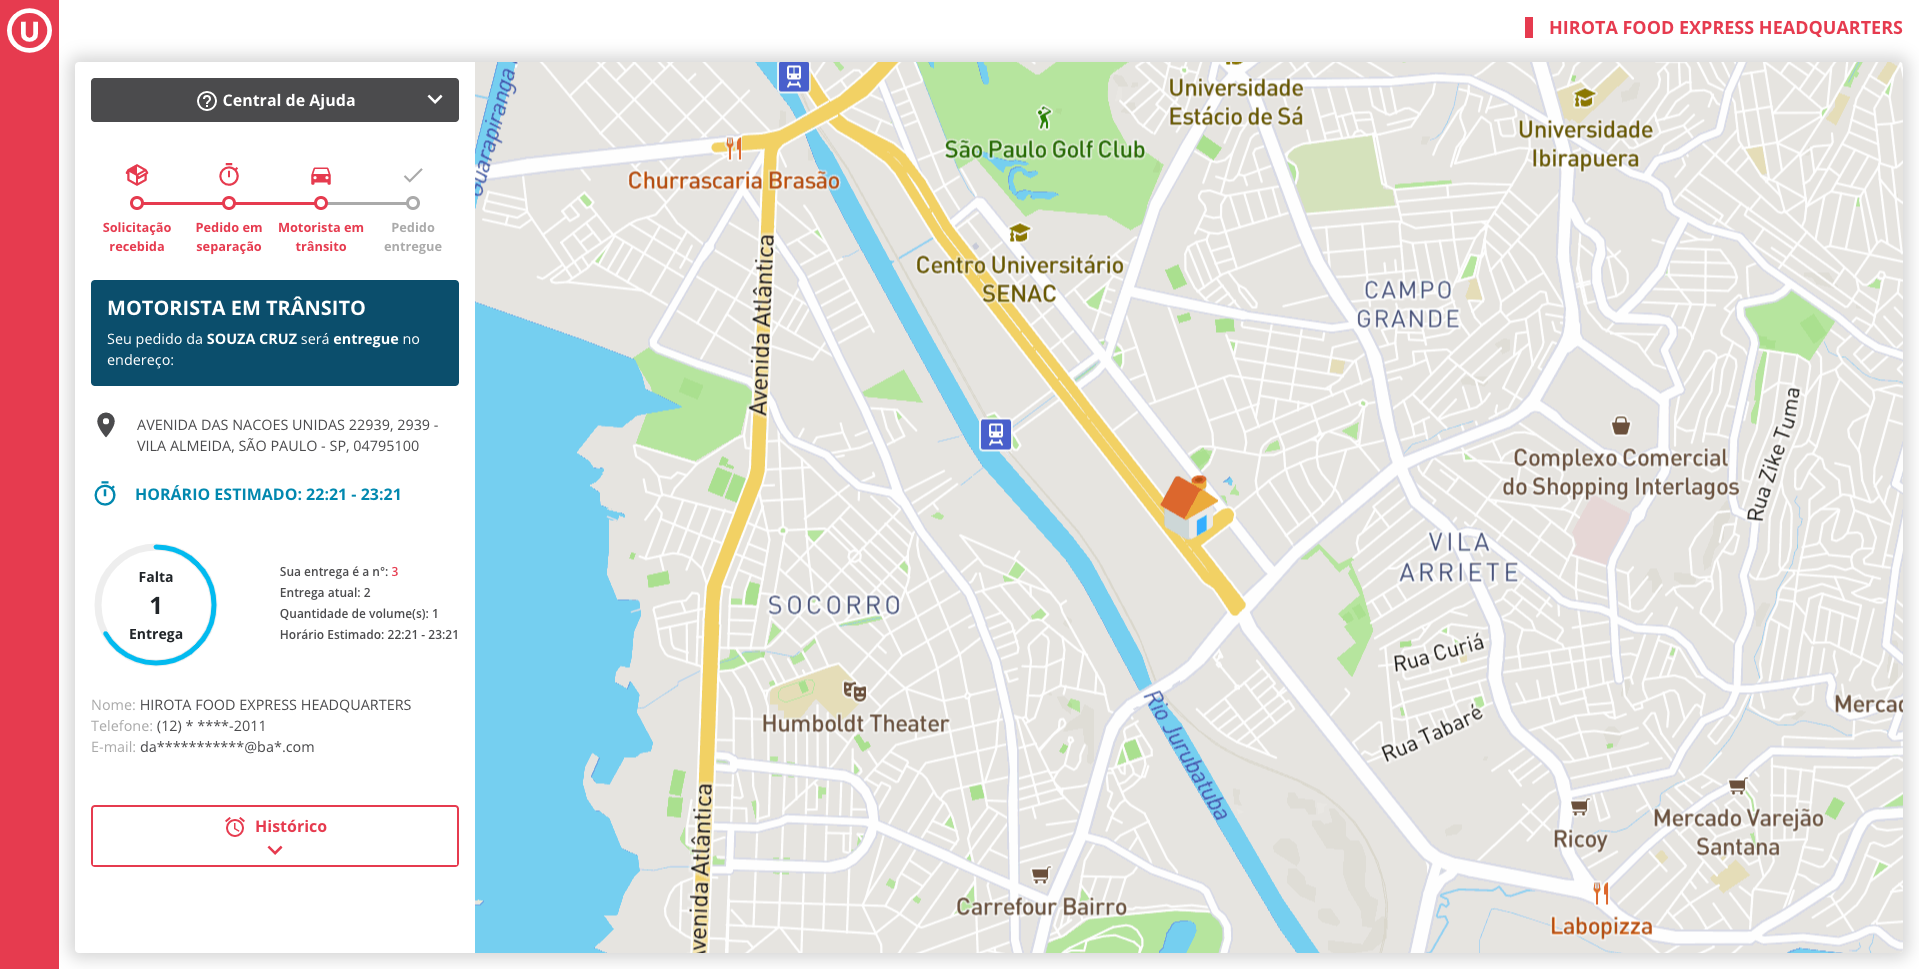 U
HIROTA FOOD EXPRESS HEADQUARTERS
Central de Ajuda
Solicitação
recebida
Pedido em
separação
Motorista em
trânsito
Pedido
entregue
MOTORISTA EM TRÂNSITO
Seu pedido da SOUZA CRUZ será entregue no
endereço:
AVENIDA DAS NACOES UNIDAS 22939, 2939 -
VILA ALMEIDA, SÃO PAULO - SP, 04795100
HORÁRIO ESTIMADO: 22:21 - 23:21
Falta
1
Entrega
Sua entrega é a n°: 3
Entrega atual: 2
Quantidade de volume(s): 1
Horário Estimado: 22:21 - 23:21
Nome: HIROTA FOOD EXPRESS HEADQUARTERS
Telefone: (12) * ****-2011
E-mail: da***********@ba*.com
Histórico
Guarapiranga
Churrascaria Brasão
São Paulo Golf Club
Universidade
Estácio de Sá
Universidade
Ibirapuera
Centro Universitário
SENAC
Avenida Atlântica
CAMPO
GRANDE
Complexo Comercial
do Shopping Interlagos
Rua Zike Tuma
VILA
ARRIETE
SOCORRO
Rua Curiá
Humboldt Theater
Rio Jurubatuba
Rua Tabaré
Mercad
Avenida Atlântica
Ricoy
Mercado Varejão
Santana
Carrefour Bairro
Labopizza